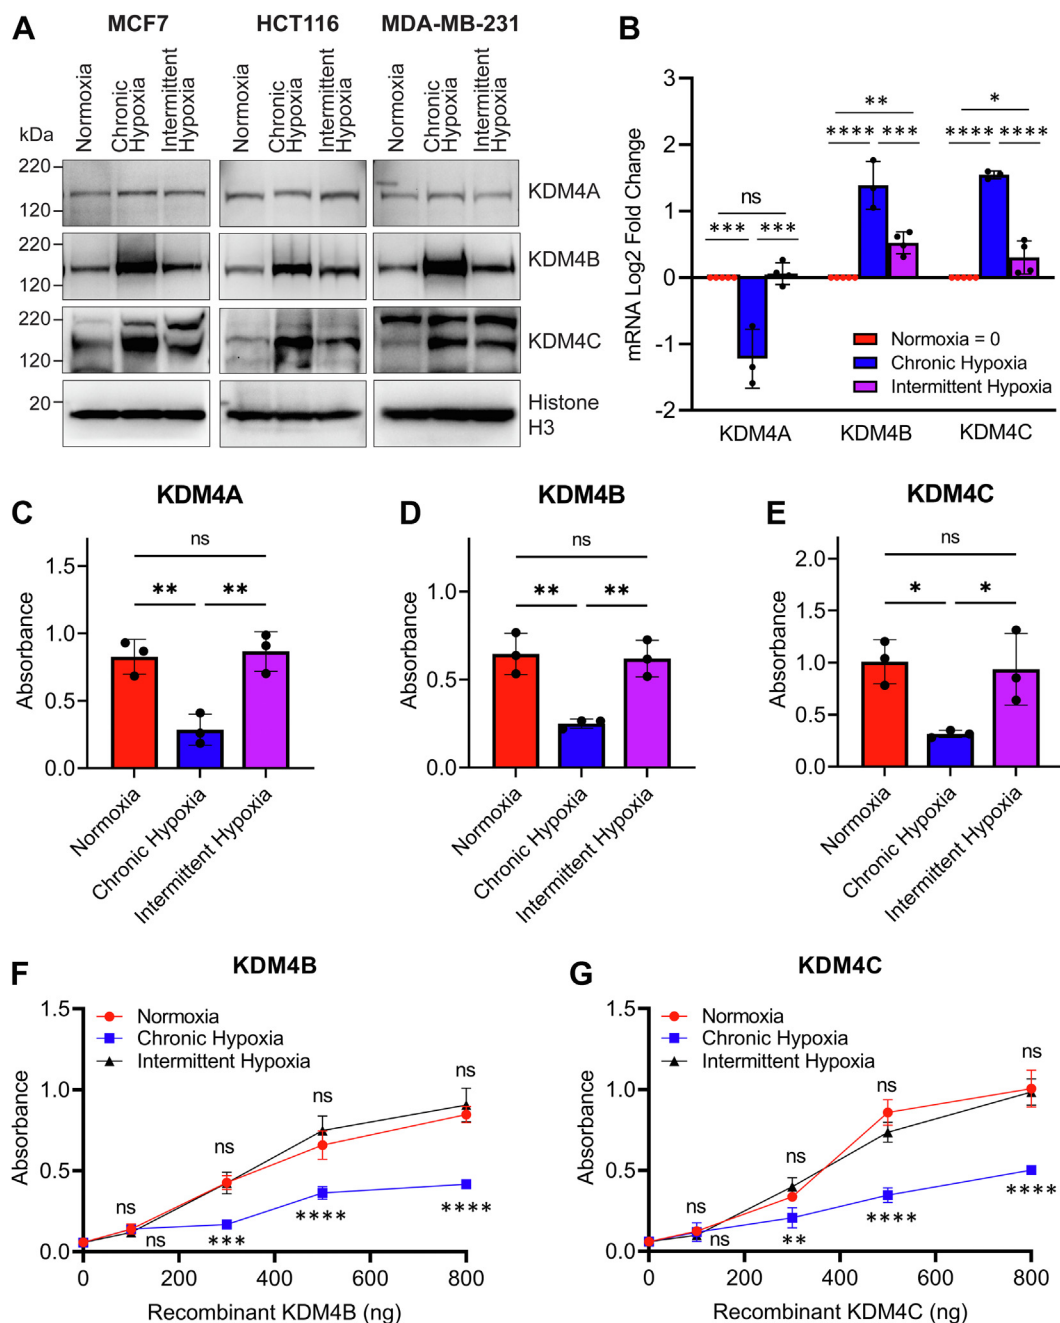 A
MCF7 HCT116 MDA-MB-231
Normoxia
Chronic
Hypoxia
Intermittent
Hypoxia
Normoxia
Chronic
Hypoxia
Intermittent
Hypoxia
Normoxia
Chronic
Hypoxia
Intermittent
Hypoxia
kDa
220
120
KDM4A
220
120
KDM4B
220
120
KDM4C
20
Histone
H3
B
mRNA Log2 Fold Change
3
2
1
0
-1
-2
*** ns ***
**** ** ***
**** * ****
Normoxia = 0
Chronic Hypoxia
Intermittent Hypoxia
KDM4A KDM4B KDM4C
C
KDM4A
Absorbance
1.5
1.0
0.5
0.0
ns
** **
Normoxia
Chronic Hypoxia
Intermittent Hypoxia
D
KDM4B
Absorbance
1.0
0.5
0.0
ns
** **
Normoxia
Chronic Hypoxia
Intermittent Hypoxia
E
KDM4C
Absorbance
2.0
1.5
1.0
0.5
0.0
ns
* *
Normoxia
Chronic Hypoxia
Intermittent Hypoxia
F
KDM4B
Absorbance
1.5
1.0
0.5
0.0
Normoxia
Chronic Hypoxia
Intermittent Hypoxia
ns ns ns ns
ns *** **** ****
0 200 400 600 800
Recombinant KDM4B (ng)
G
KDM4C
Absorbance
1.5
1.0
0.5
0.0
Normoxia
Chronic Hypoxia
Intermittent Hypoxia
ns ns ns ns
ns ** **** ****
0 200 400 600 800
Recombinant KDM4C (ng)